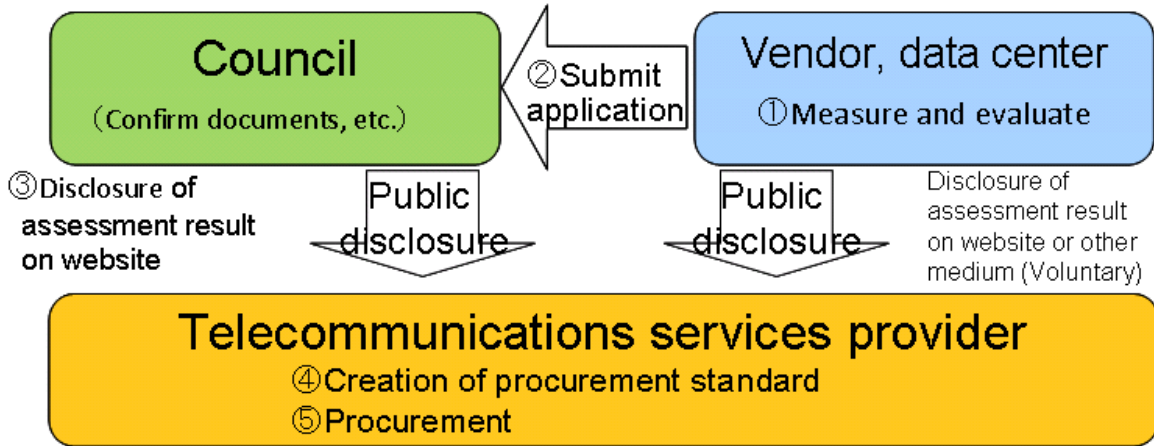 Council
（Confirm documents, etc.）
②Submit
application
Vendor, data center
①Measure and evaluate
③Disclosure of
assessment result
on website
Public
disclosure
Public
disclosure
Disclosure of
assessment result
on website or other
medium (Voluntary)
Telecommunications services provider
④Creation of procurement standard
⑤Procurement